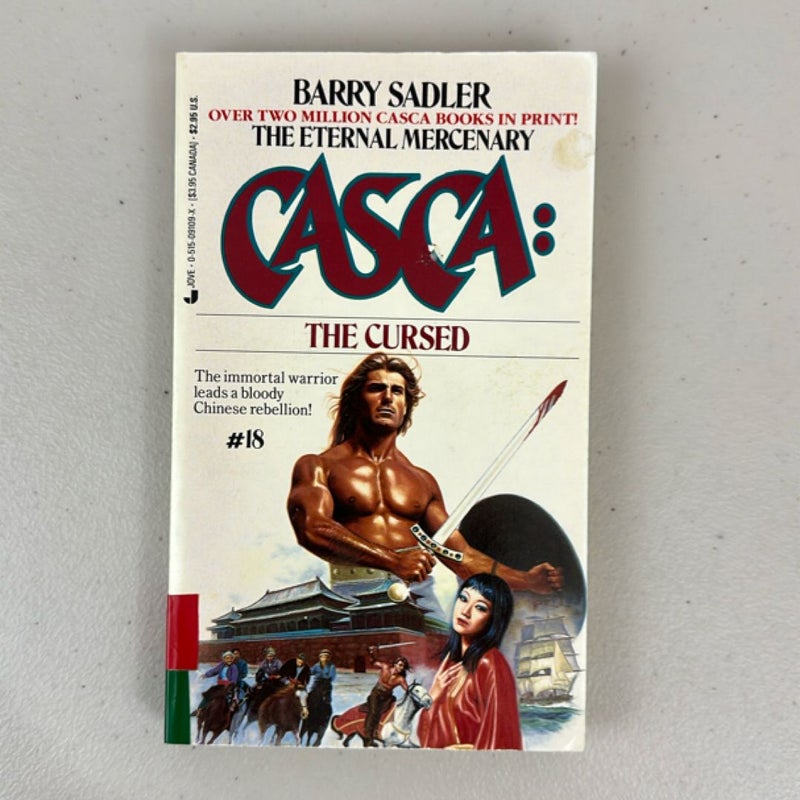 BARRY SADLER
OVER TWO MILLION CASCA BOOKS IN PRINT!
THE ETERNAL MERCENARY
CASCA:
THE CURSED
The immortal warrior
leads a bloody
Chinese rebellion!
#18
JOVE • 0-515-09109-X • [$3.95 CANADA] • $2.95 U.S.